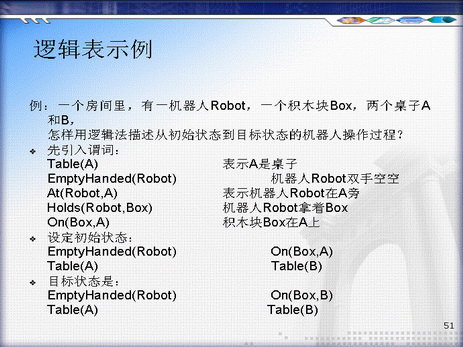 逻辑表示例
例：一个房间里，有一机器人Robot，一个积木块Box，两个桌子A
和B，
怎样用逻辑法描述从初始状态到目标状态的机器人操作过程？
❖ 先引入谓词：
Table(A) 表示A是桌子
EmptyHanded(Robot) 机器人Robot双手空空
At(Robot,A) 表示机器人Robot在A旁
Holds(Robot,Box) 机器人Robot拿着Box
On(Box,A) 积木块Box在A上
❖ 设定初始状态：
EmptyHanded(Robot) On(Box,A)
Table(A) Table(B)
❖ 目标状态是：
EmptyHanded(Robot) On(Box,B)
Table(A) Table(B)
51